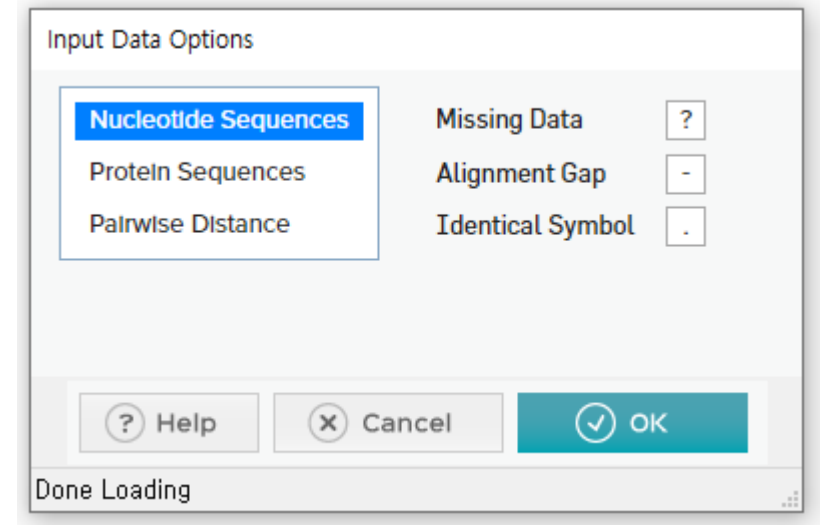 Input Data Options
Nucleotide Sequences
Protein Sequences
Pairwise Distance
Missing Data ?
Alignment Gap -
Identical Symbol .
? Help
Cancel
OK
Done Loading